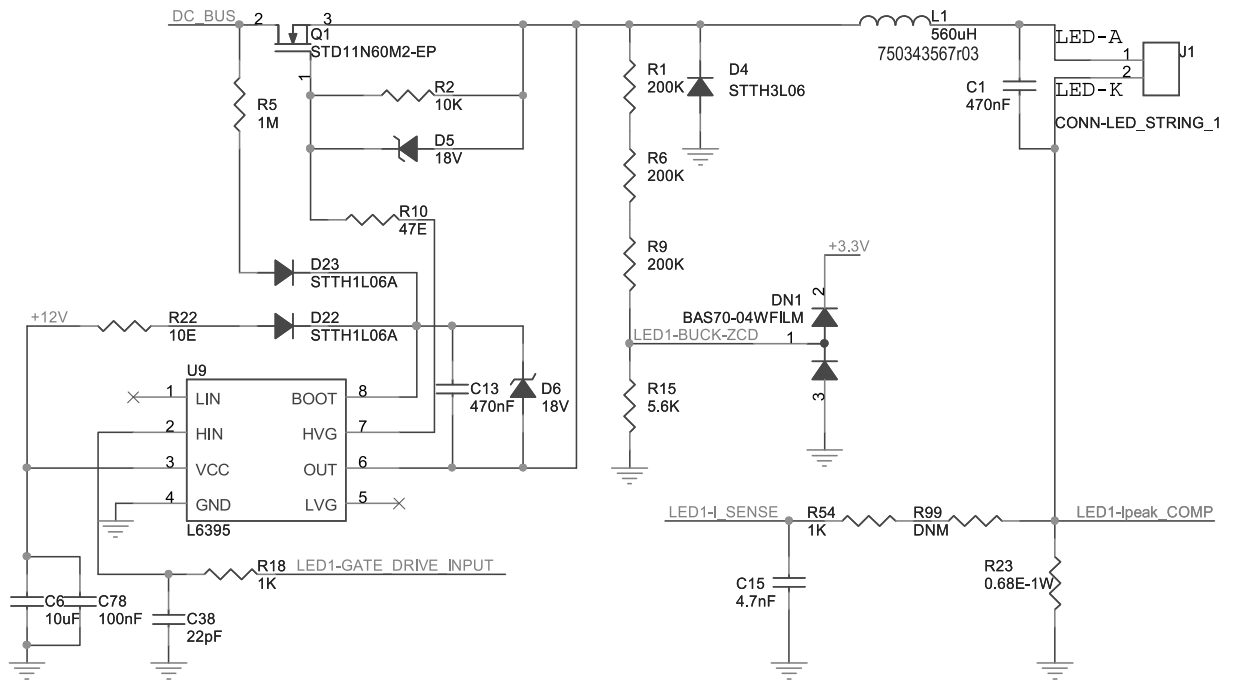 DC_BUS
2
3
Q1
STD11N60M2-EP
1
R5
1M
R2
10K
D5
18V
R10
47E
R1
200K
R6
200K
R9
200K
D4
STTH3L06
L1
560uH
750343567r03
C1
470nF
LED-A
1
2
LED-K
J1
CONN-LED_STRING_1
D23
STTH1L06A
+12V
R22
10E
D22
STTH1L06A
+3.3V
2
DN1
BAS70-04WFILM
LED1-BUCK-ZCD
1
3
R15
5.6K
U9
1
LIN
BOOT
8
2
HIN
HVG
7
3
VCC
OUT
6
4
GND
LVG
5
L6395
C13
470nF
D6
18V
R18
1K
LED1-GATE_DRIVE_INPUT
C6
10uF
C78
100nF
C38
22pF
LED1-I_SENSE
R54
1K
R99
DNM
LED1-Ipeak_COMP
C15
4.7nF
R23
0.68E-1W